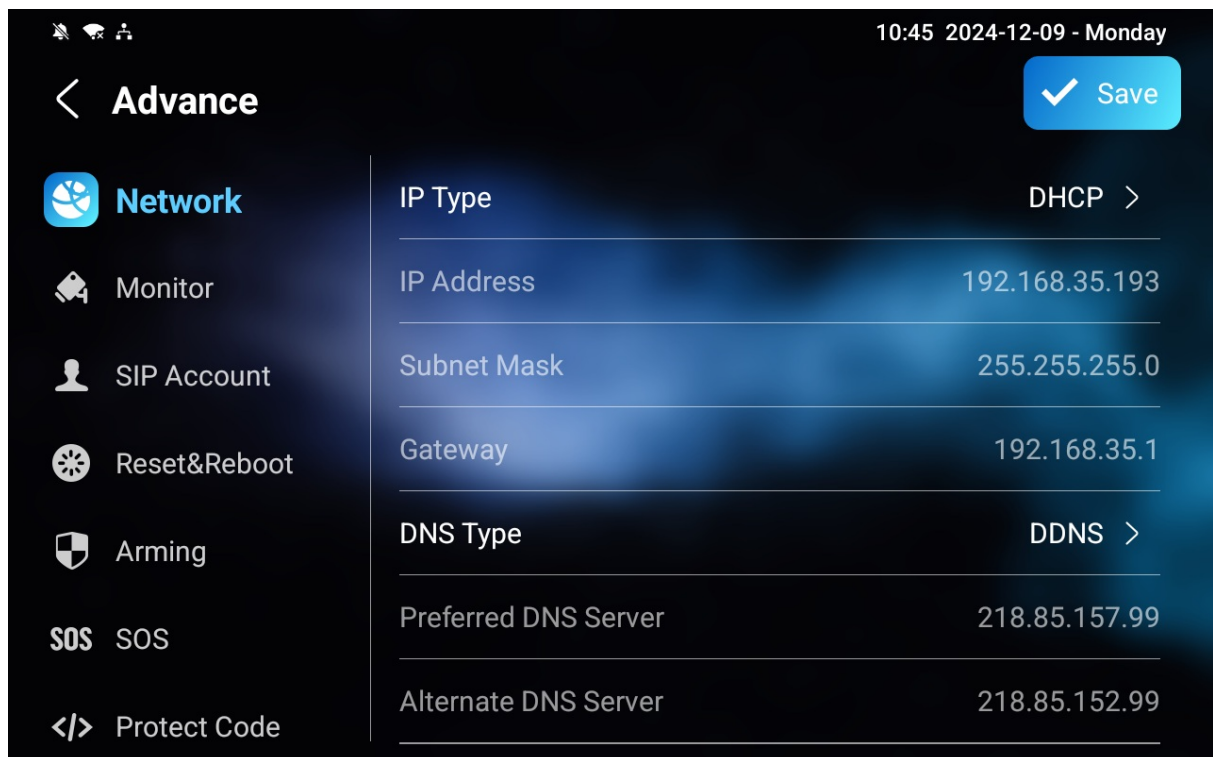 10:45 2024-12-09 - Monday
Advance
Save
Network
Monitor
SIP Account
Reset&Reboot
Arming
SOS SOS
</> Protect Code
IP Type DHCP >
IP Address 192.168.35.193
Subnet Mask 255.255.255.0
Gateway 192.168.35.1
DNS Type DDNS >
Preferred DNS Server 218.85.157.99
Alternate DNS Server 218.85.152.99